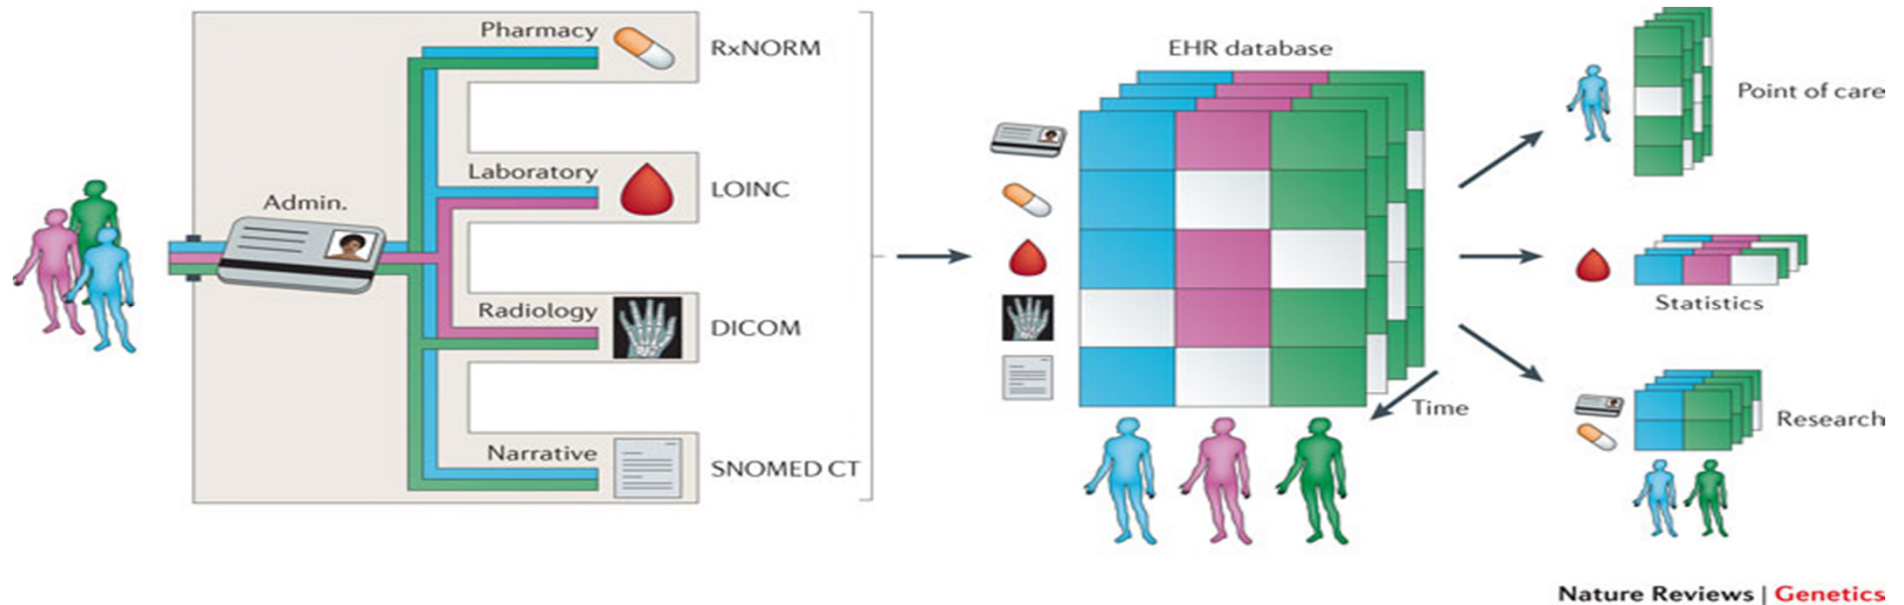 Pharmacy
RxNORM
Admin.
Laboratory
LOINC
Radiology
DICOM
Narrative
SNOMED CT
EHR database
Time
Point of care
Statistics
Research
Nature Reviews | Genetics